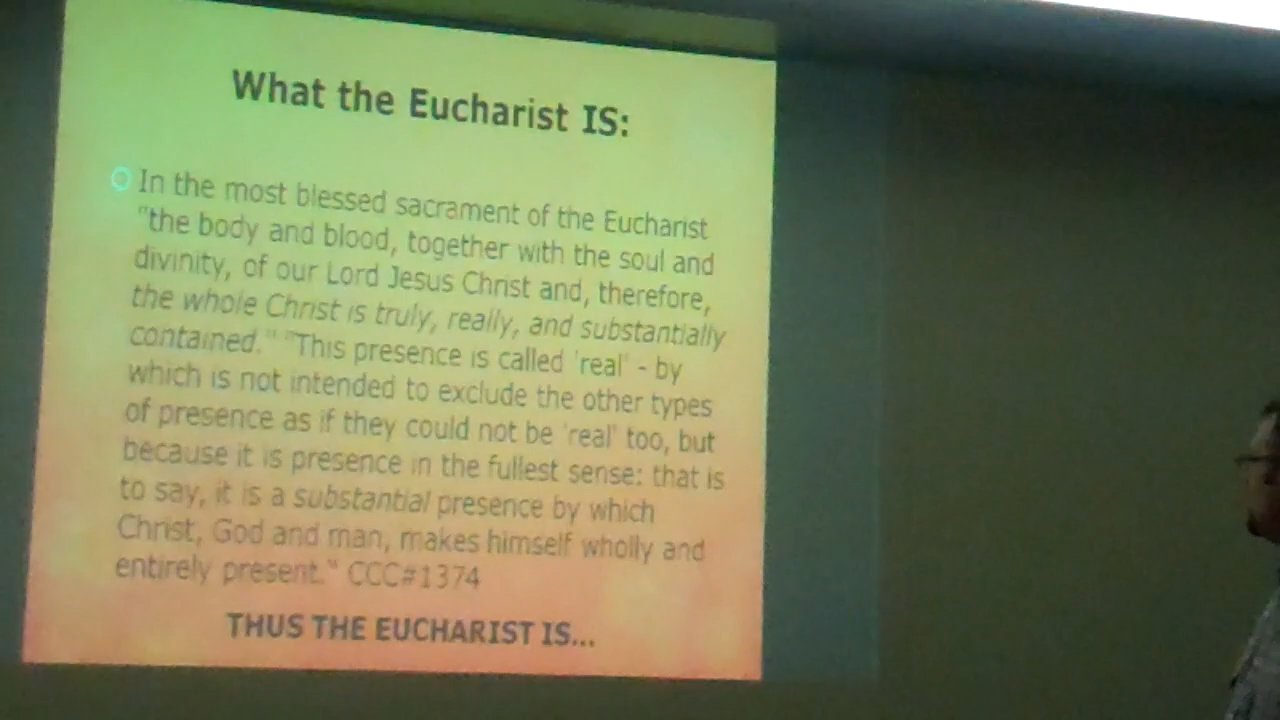 What the Eucharist IS:
In the most blessed sacrament of the Eucharist
"the body and blood, together with the soul and
divinity, of our Lord Jesus Christ and, therefore,
the whole Christ is truly, really, and substantially
contained." "This presence is called 'real' - by
which is not intended to exclude the other types
of presence as if they could not be 'real' too, but
because it is presence in the fullest sense: that is
to say, it is a substantial presence by which
Christ, God and man, makes himself wholly and
entirely present." CCC#1374
THUS THE EUCHARIST IS...